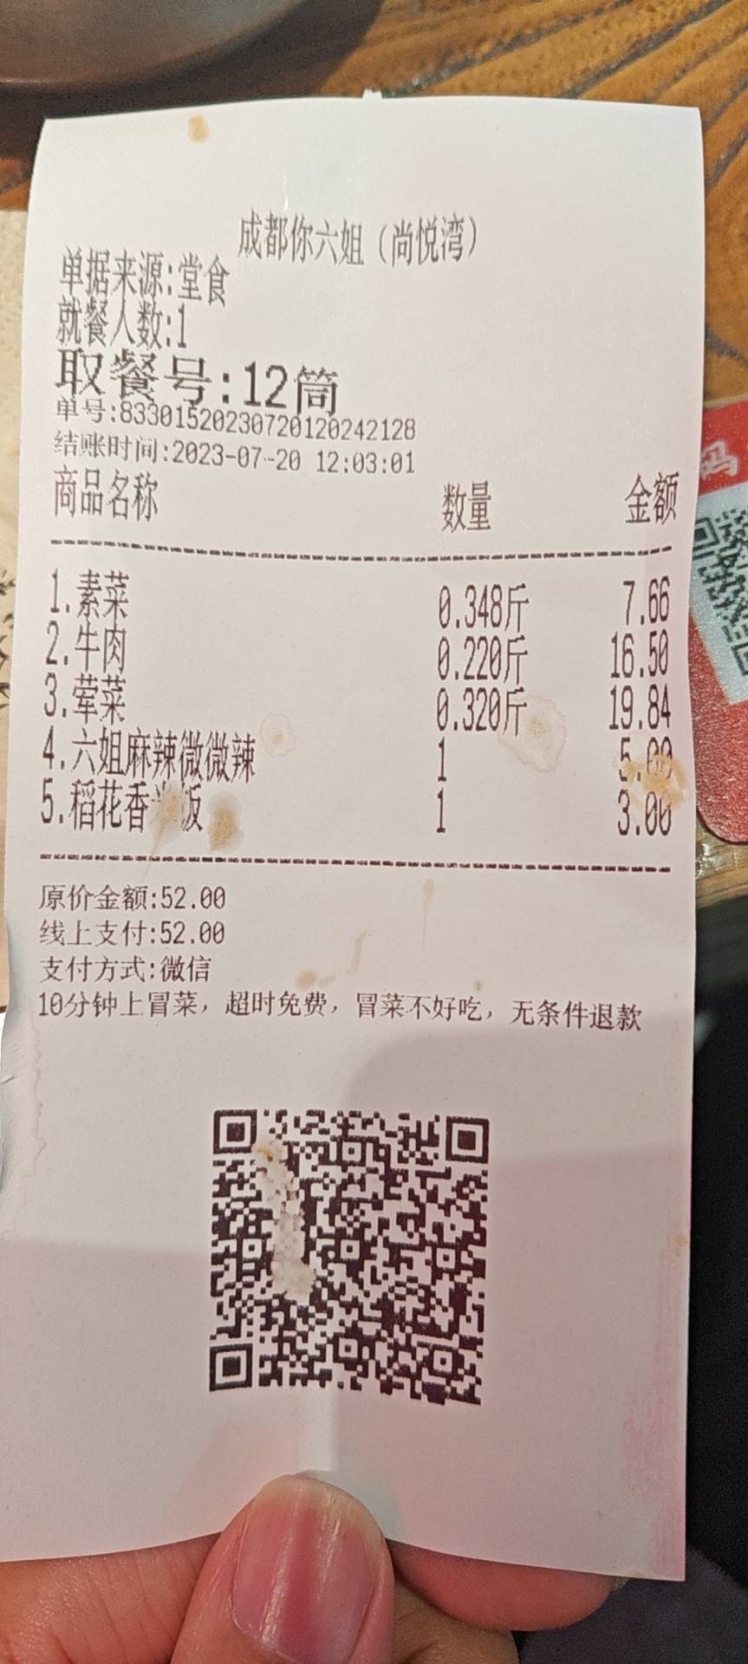 成都你六姐（尚悦湾）
单据来源:堂食
就餐人数:1
取餐号:12筒
单号:83301520230720120242128
结账时间:2023-07-20 12:03:01
商品名称 数量 金额
1.素菜 0.348斤 7.66
2.牛肉 0.220斤 16.50
3.荤菜 0.320斤 19.84
4.六姐麻辣微微辣 1 5.00
5.稻花香米饭 1 3.00
原价金额:52.00
线上支付:52.00
支付方式:微信
10分钟上冒菜，超时免费，冒菜不好吃，无条件退款
码